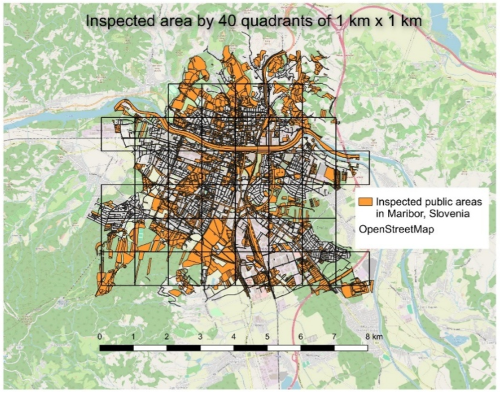 Inspected area by 40 quadrants of 1 km x 1 km
Inspected public areas
in Maribor, Slovenia
OpenStreetMap
0 1 2 3 4 5 6 7 8 km